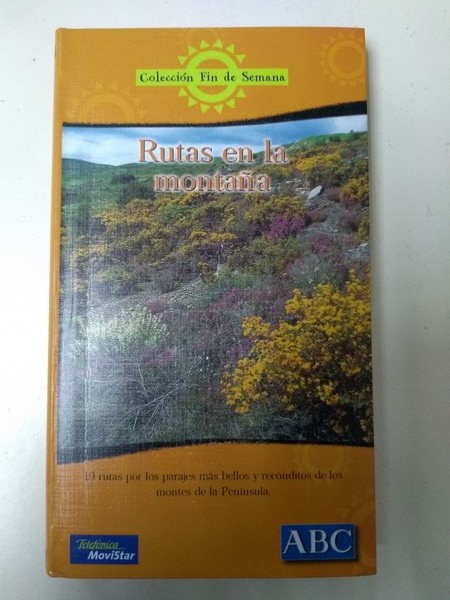 Colección Fin de Semana
Rutas en la
montaña
19 rutas por los parajes más bellos y recónditos de los
montes de la Península.
Telefónica
MoviStar
ABC